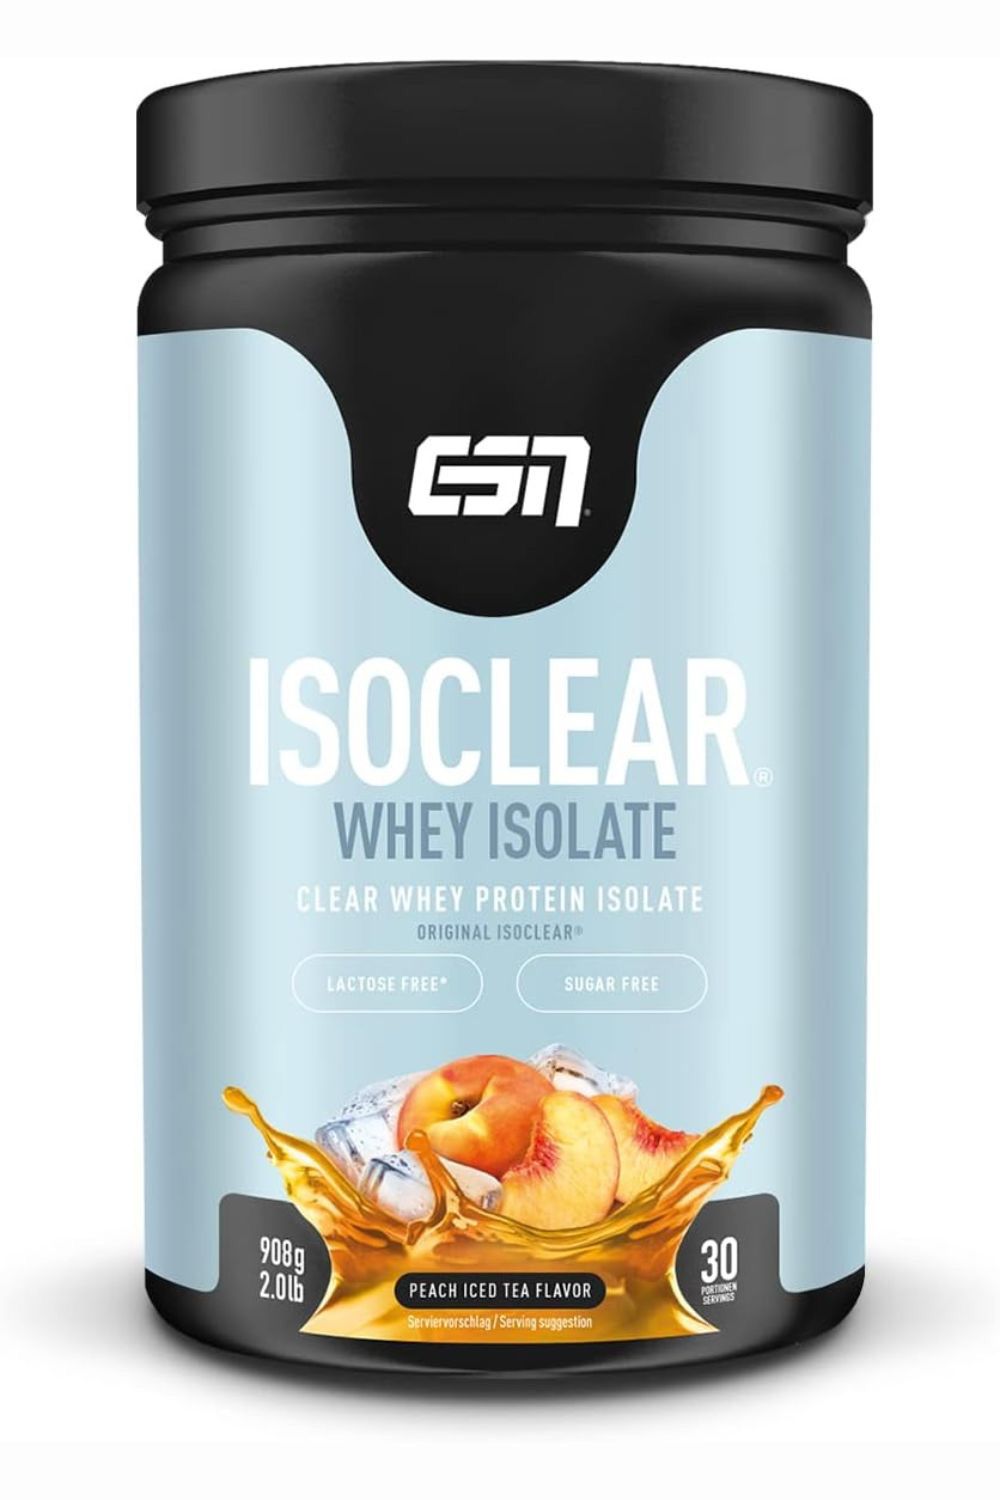 ESN®
ISOCLEAR®
WHEY ISOLATE
CLEAR WHEY PROTEIN ISOLATE
ORIGINAL ISOCLEAR®
LACTOSE FREE* SUGAR FREE
908g
2.0lb
30
PORTIONEN
SERVINGS
PEACH ICED TEA FLAVOR
Serviervorschlag / Serving suggestion